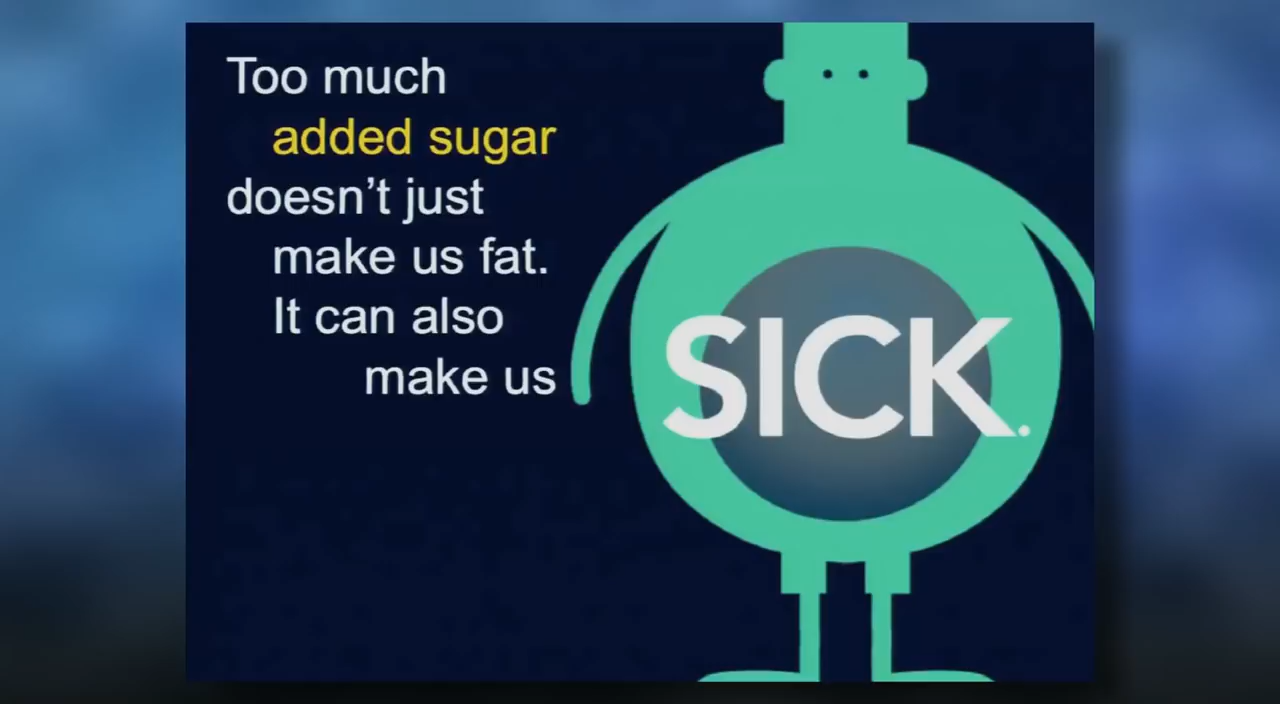 Too much
added sugar
doesn't just
make us fat.
It can also
make us
SICK.